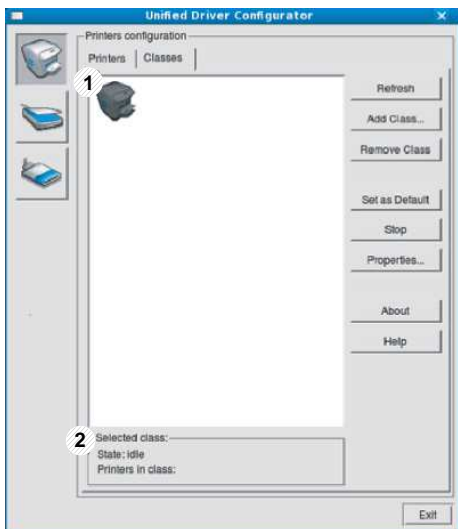 Unified Driver Configurator
Printers configuration
Printers
Classes
1
Refresh
Add Class...
Remove Class
Set as Default
Stop
Properties...
About
Help
2
Selected class:
State: idle
Printers in class:
Exit